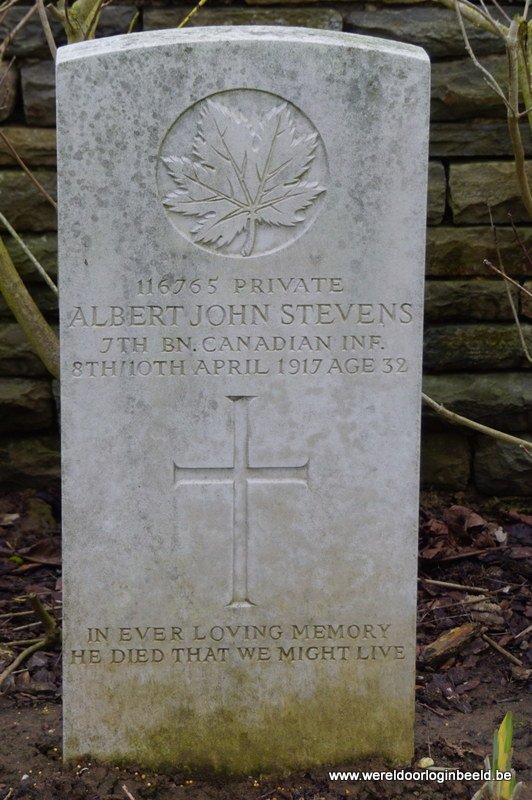 116765 PRIVATE
ALBERT JOHN STEVENS
7TH BN. CANADIAN INF.
8TH/10TH APRIL 1917 AGE 32
IN EVER LOVING MEMORY
HE DIED THAT WE MIGHT LIVE
www.wereldoorloginbeeld.be